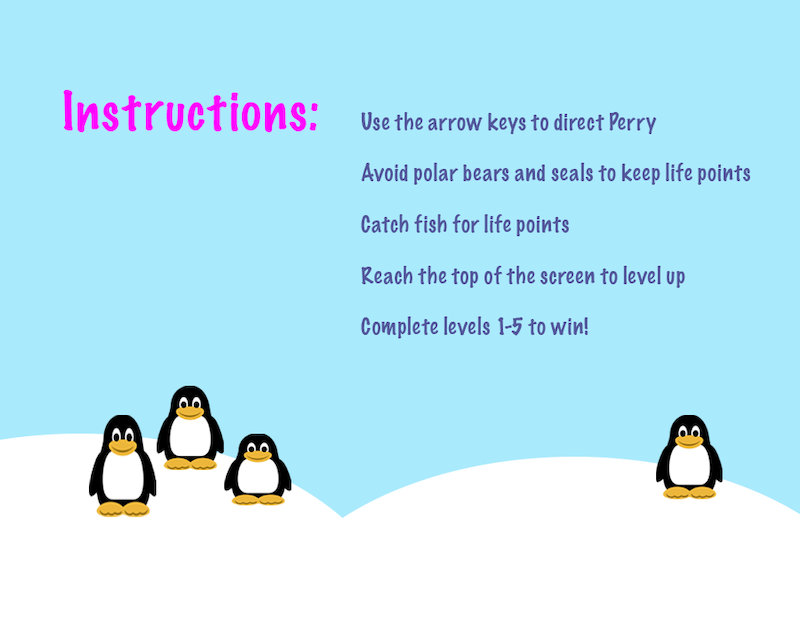 Instructions:
Use the arrow keys to direct Perry
Avoid polar bears and seals to keep life points
Catch fish for life points
Reach the top of the screen to level up
Complete levels 1-5 to win!